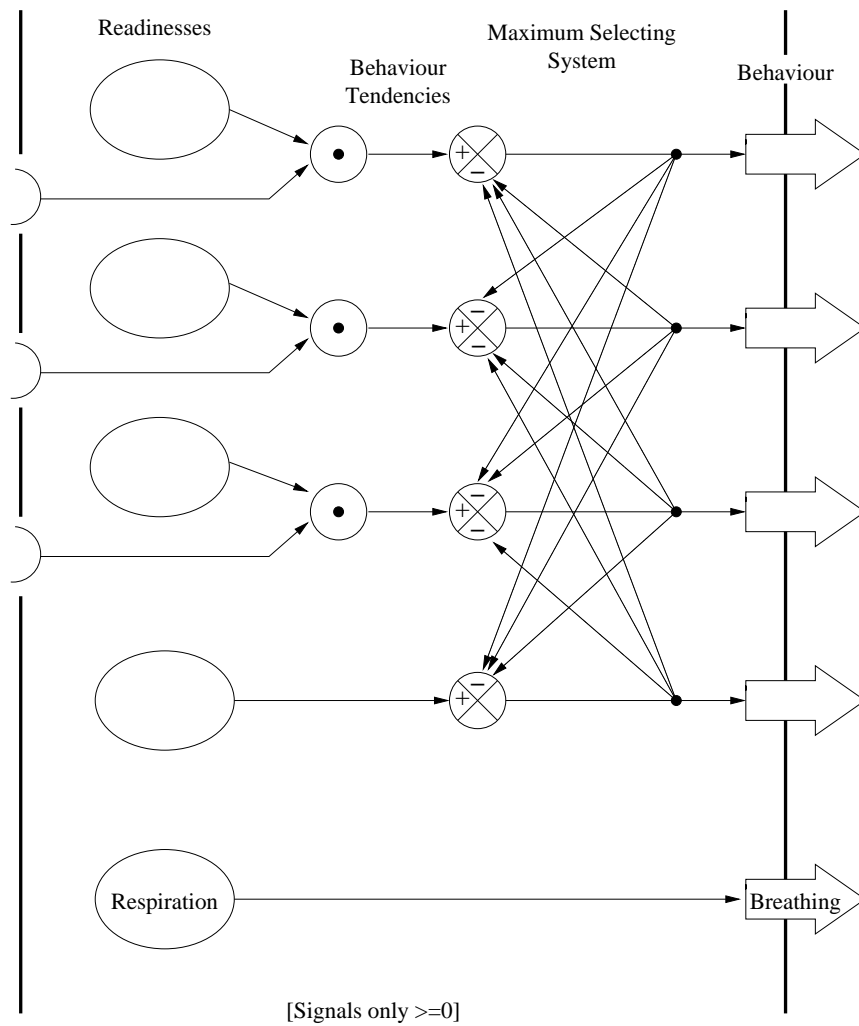 Readinesses
Maximum Selecting
System
Behaviour
Tendencies
Behaviour
+
−
+
−
−
+
−
−
+
−
Respiration
Breathing
[Signals only >=0]